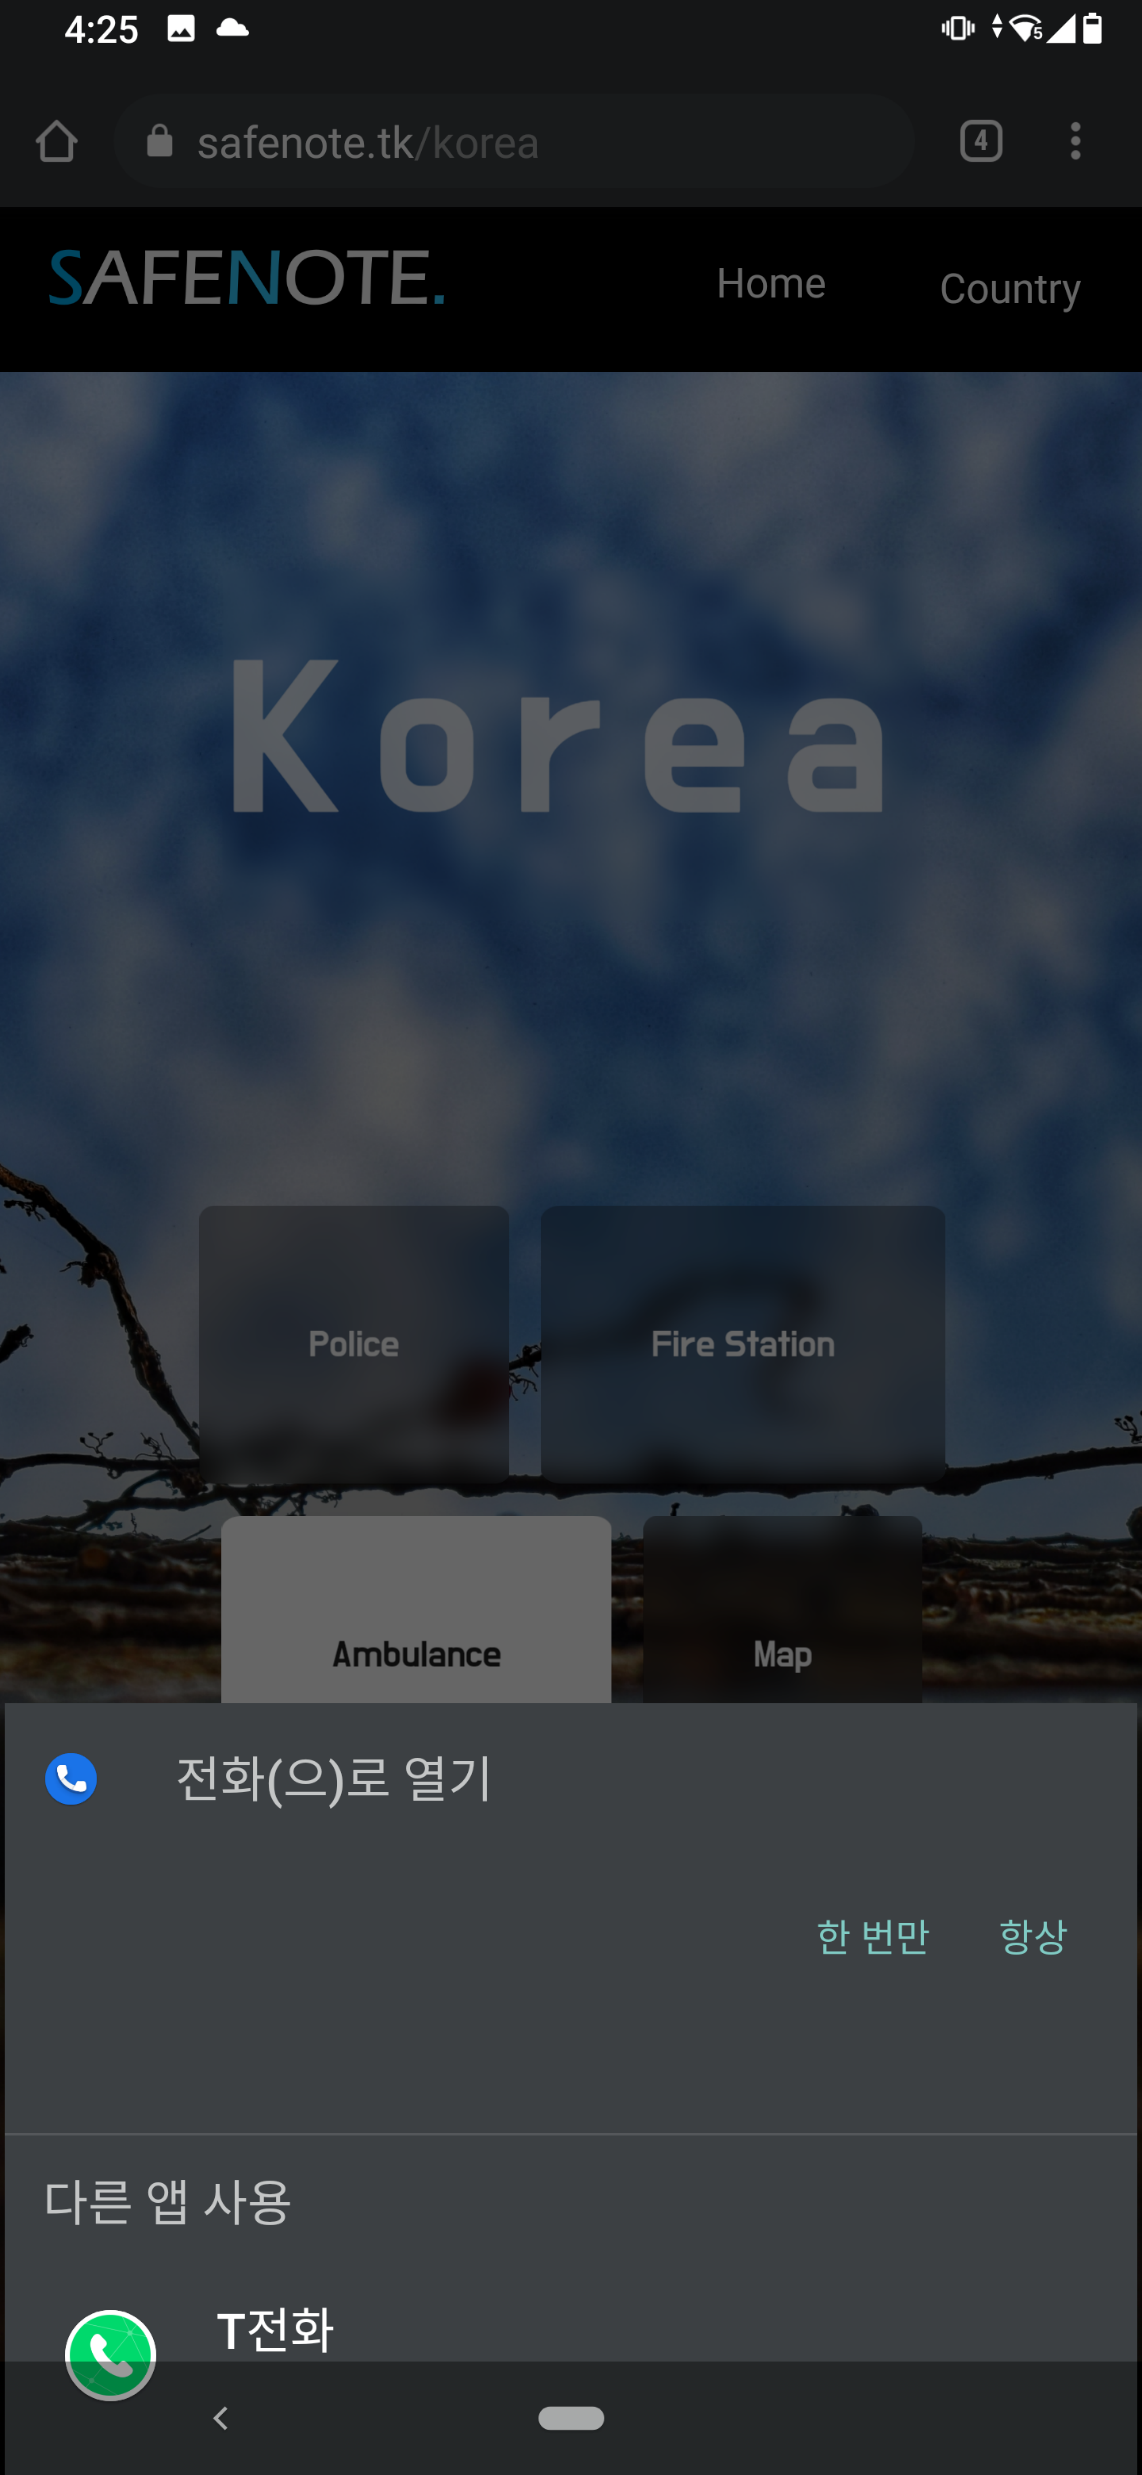 4:25
5
safenote.tk/korea
4
SAFENOTE.
Home
Country
Korea
Police
Fire Station
Ambulance
Map
전화(으)로 열기
한 번만
항상
다른 앱 사용
T전화